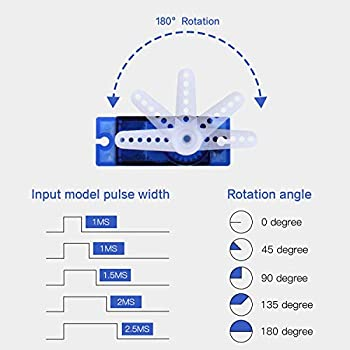 180° Rotation
Input model pulse width
Rotation angle
1MS
0 degree
1MS
45 degree
1.5MS
90 degree
2MS
135 degree
2.5MS
180 degree